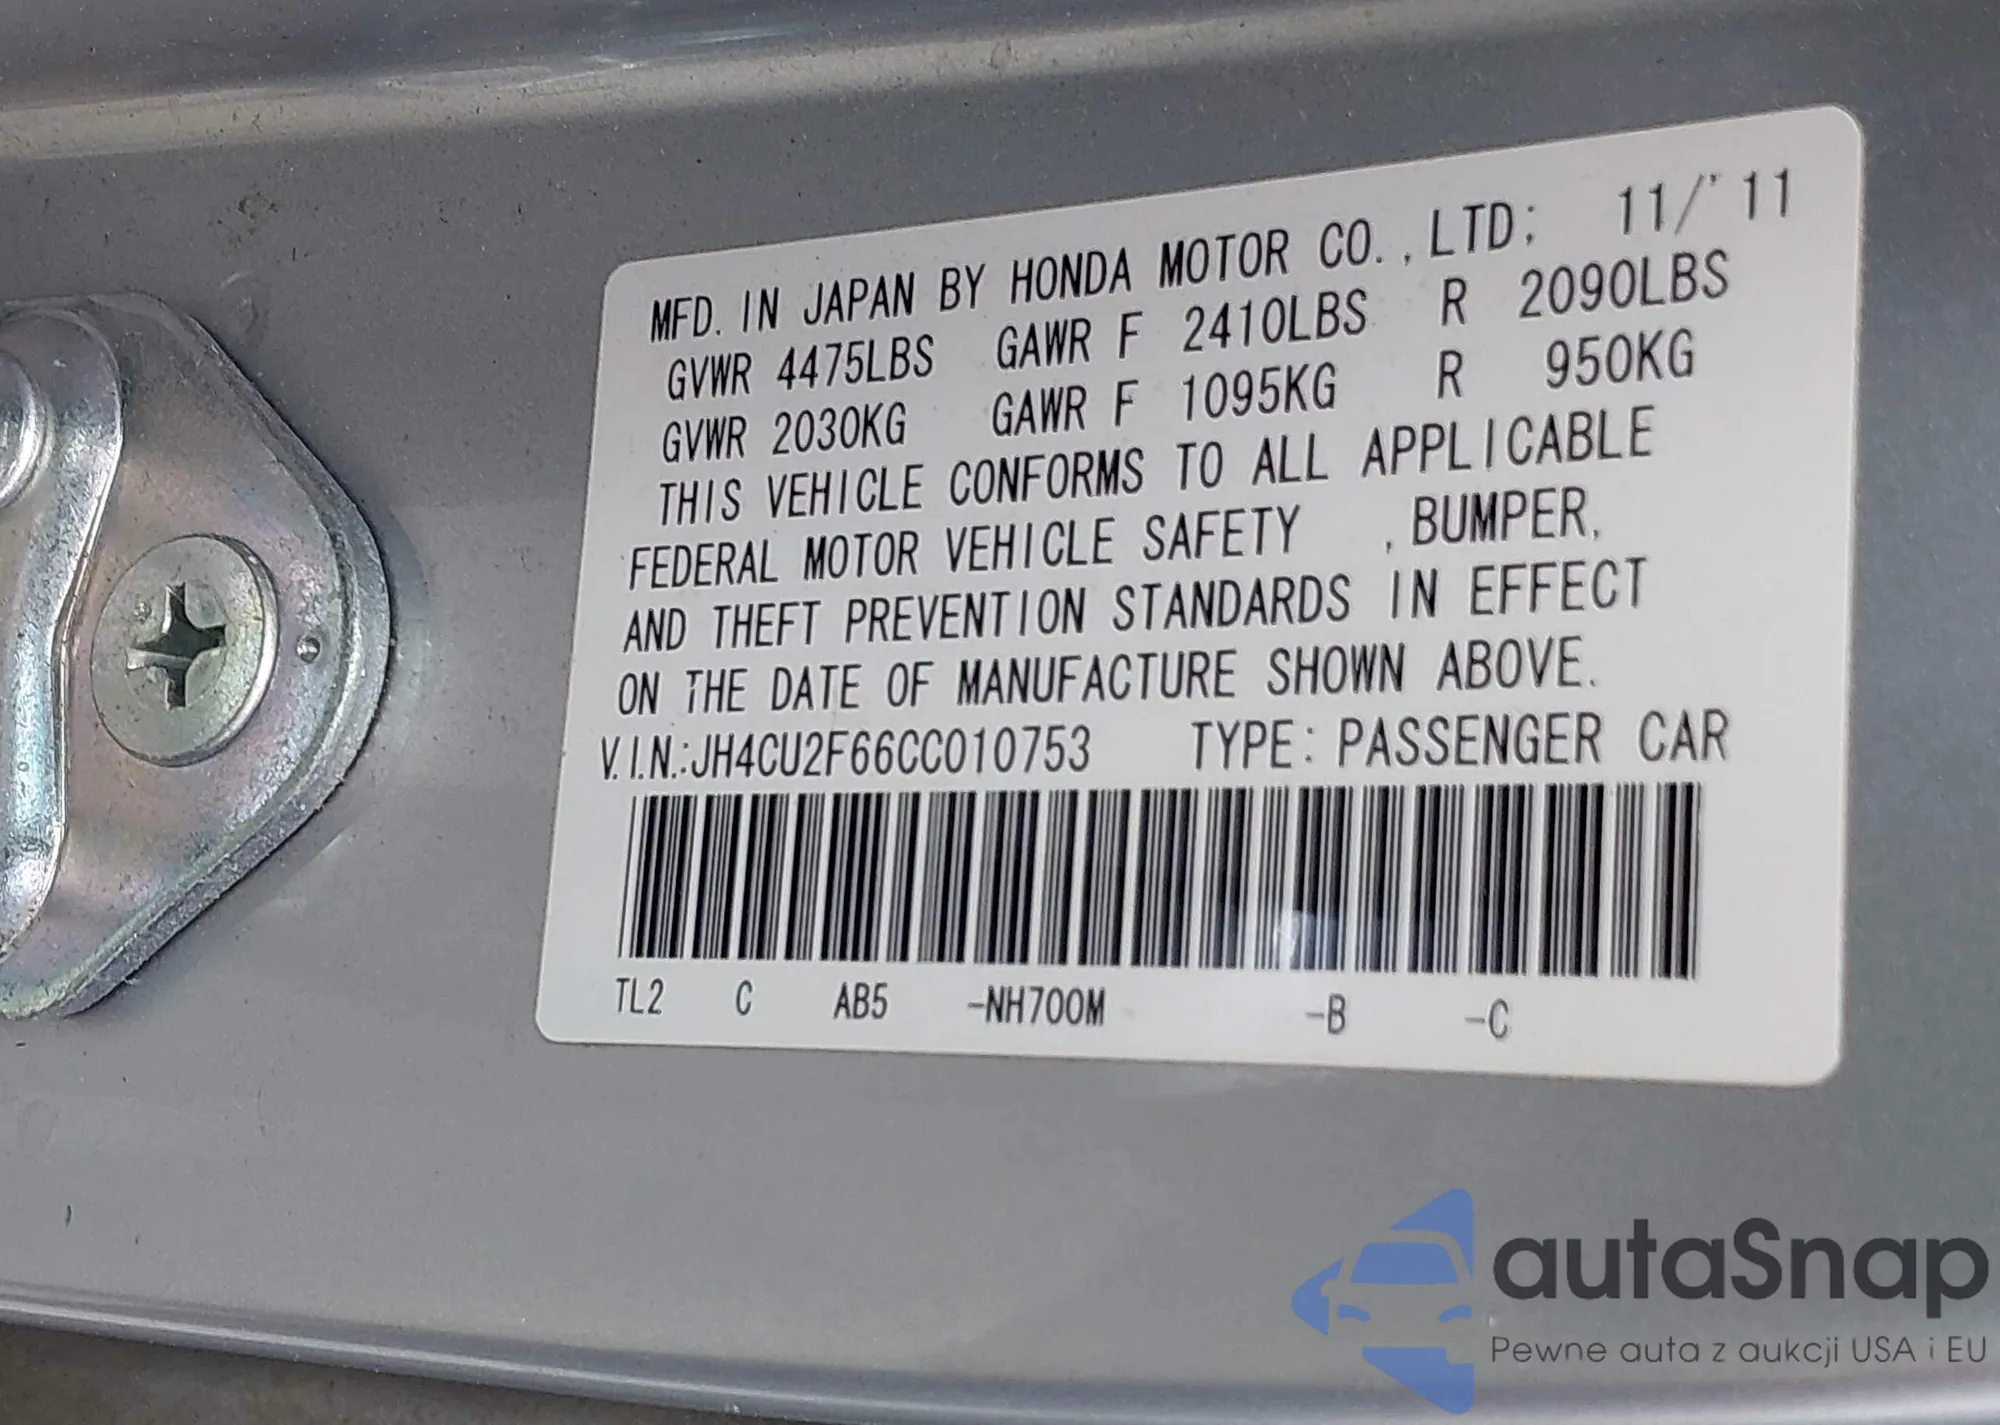 MFD. IN JAPAN BY HONDA MOTOR CO., LTD; 11/'11
GVWR 4475LBS GAWR F 2410LBS R 2090LBS
GVWR 2030KG GAWR F 1095KG R 950KG
THIS VEHICLE CONFORMS TO ALL APPLICABLE
FEDERAL MOTOR VEHICLE SAFETY , BUMPER,
AND THEFT PREVENTION STANDARDS IN EFFECT
ON THE DATE OF MANUFACTURE SHOWN ABOVE.
V.I.N.:JH4CU2F66CC010753 TYPE: PASSENGER CAR
TL2 C AB5 -NH700M -B -C
autaSnap
Pewne auta z aukcji USA i EU